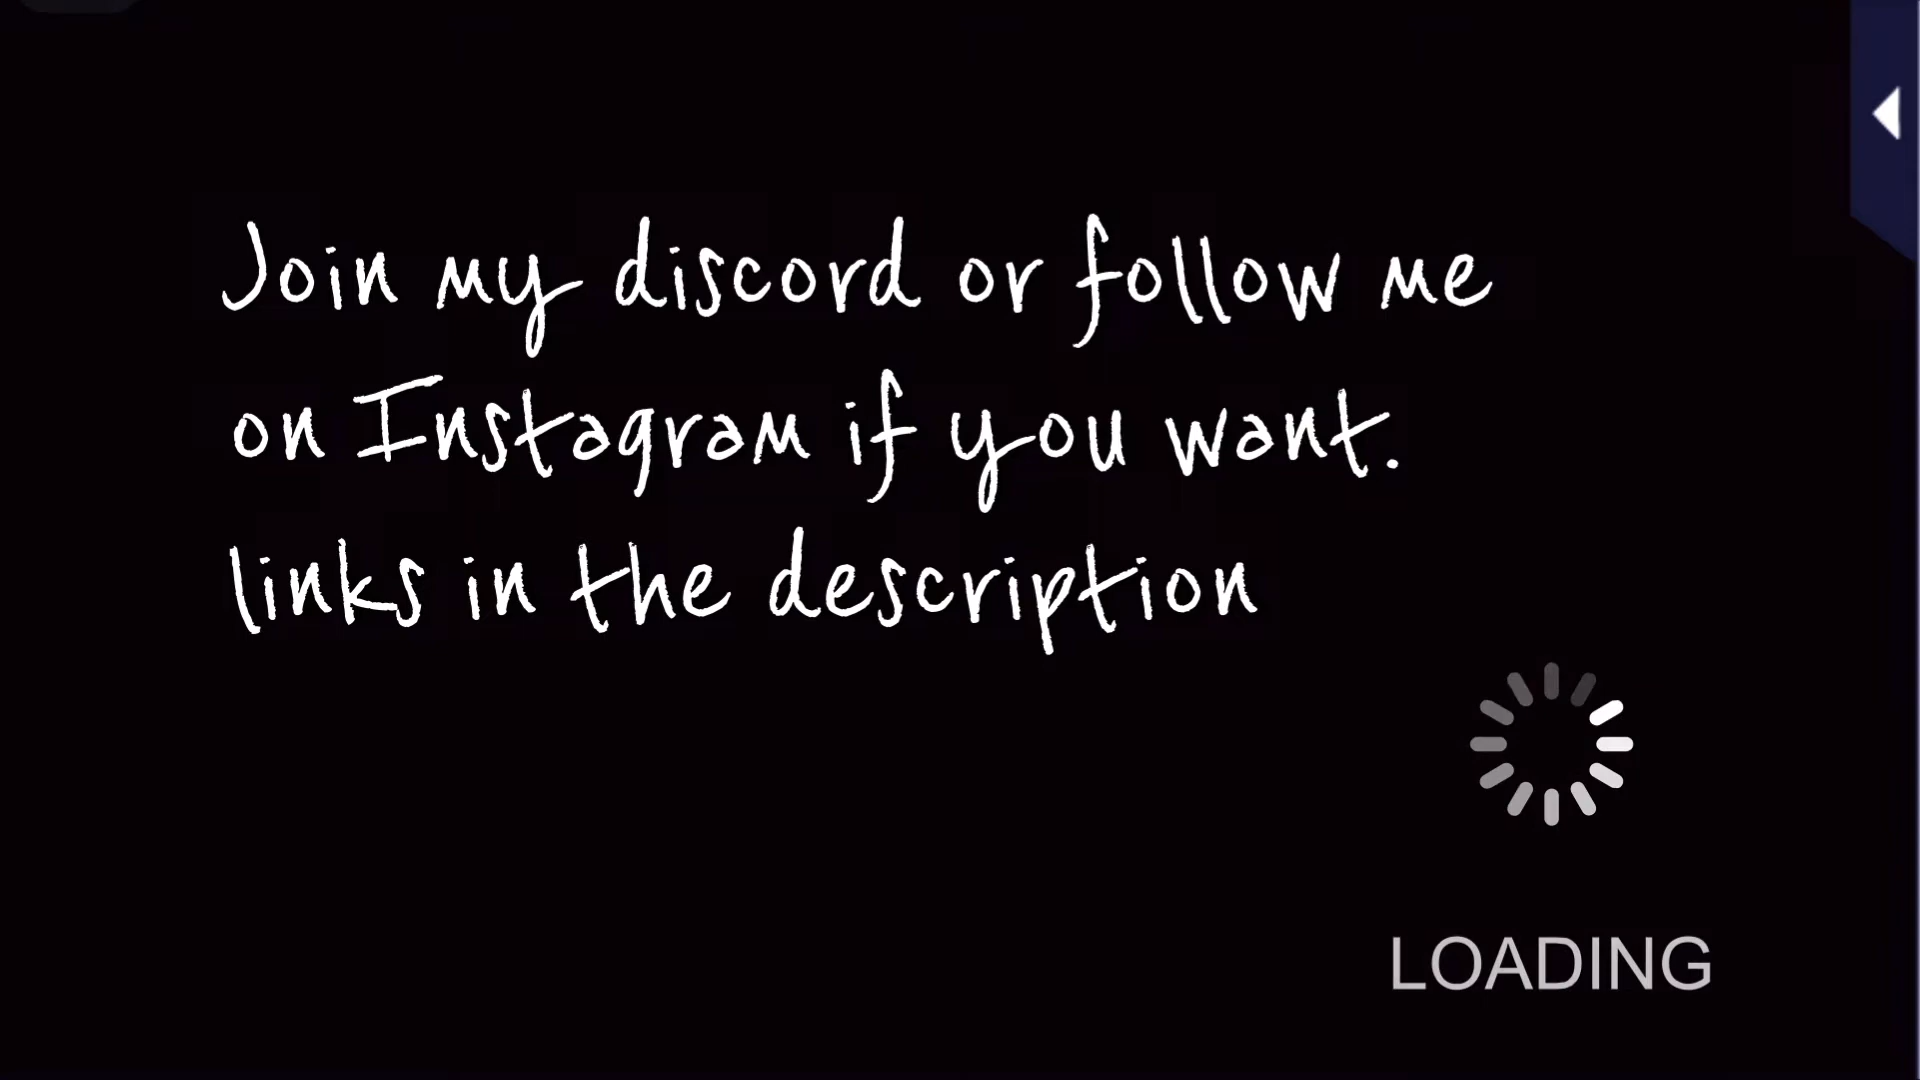 Join my discord or follow me
on Instagram if you want.
links in the description
LOADING